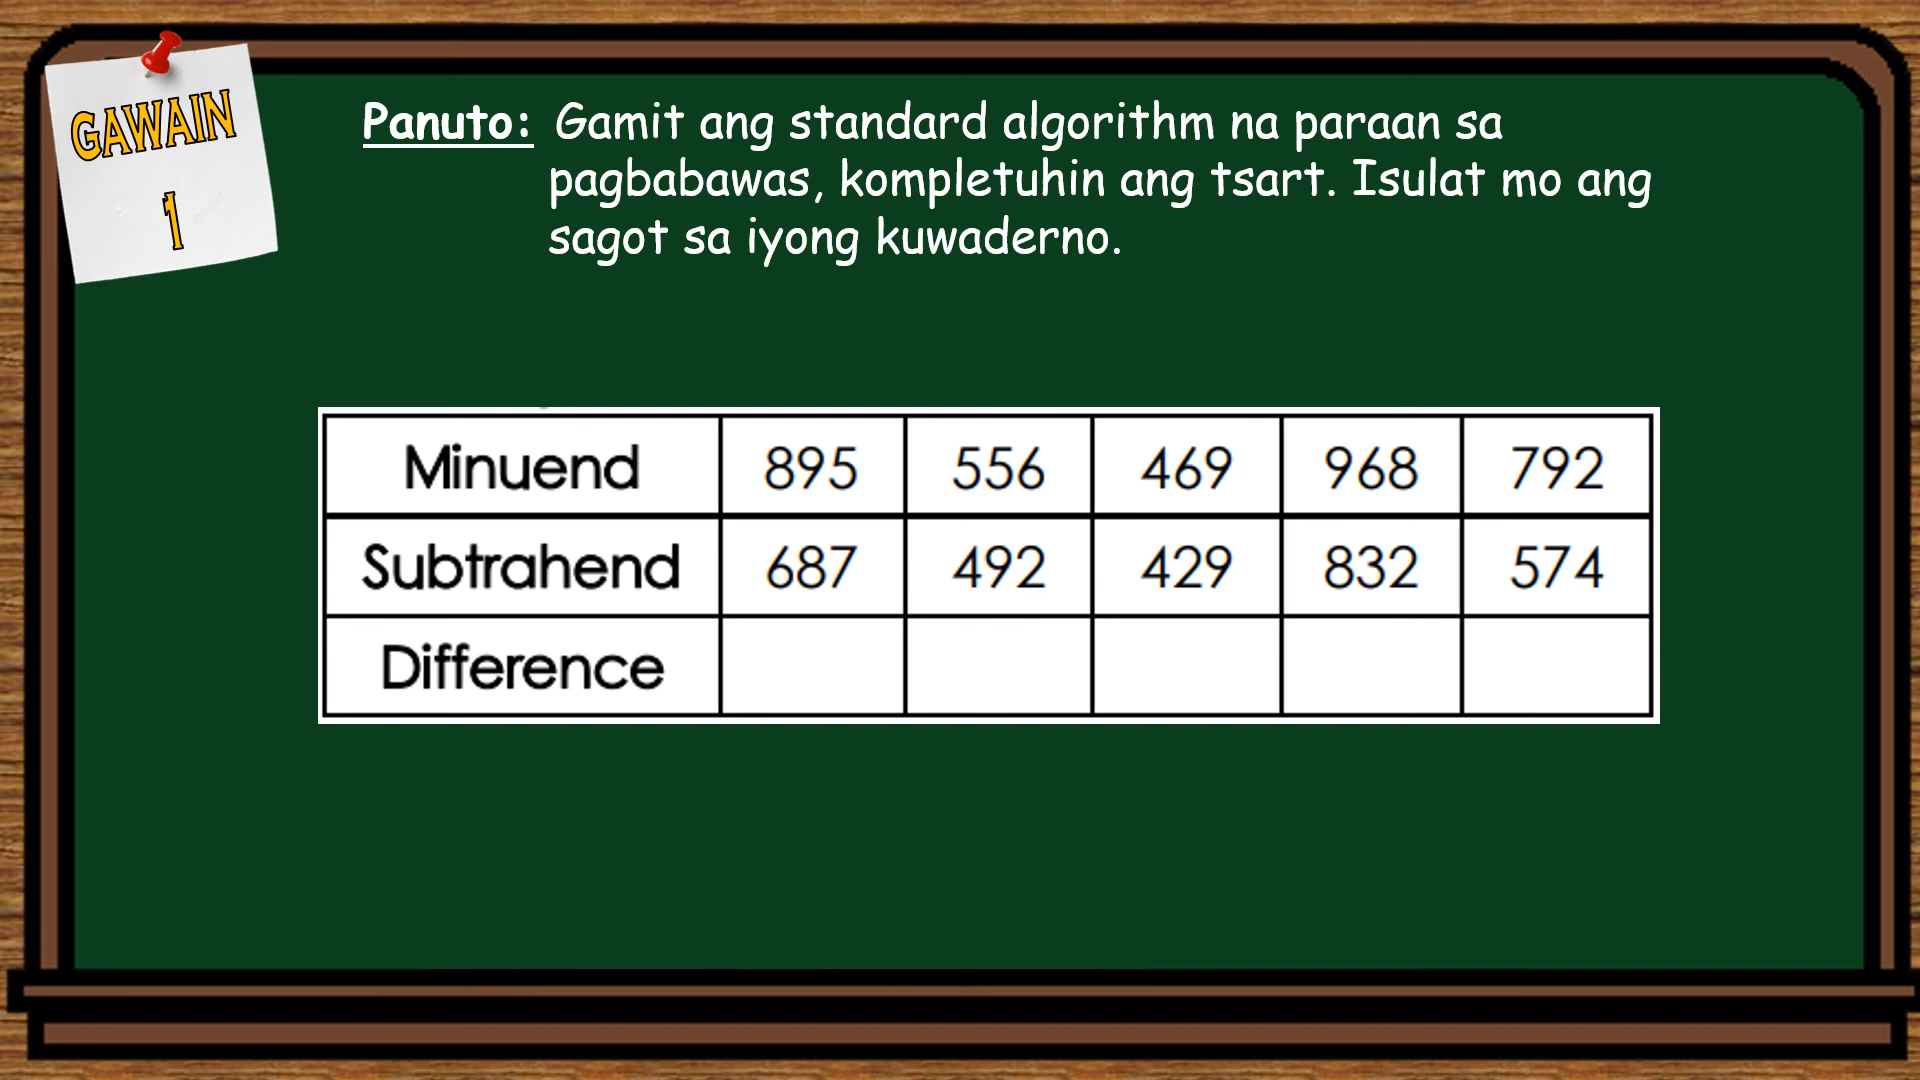 GAWAIN
1
Panuto: Gamit ang standard algorithm na paraan sa
pagbabawas, kompletuhin ang tsart. Isulat mo ang
sagot sa iyong kuwaderno.
Minuend 895 556 469 968 792
Subtrahend 687 492 429 832 574
Difference